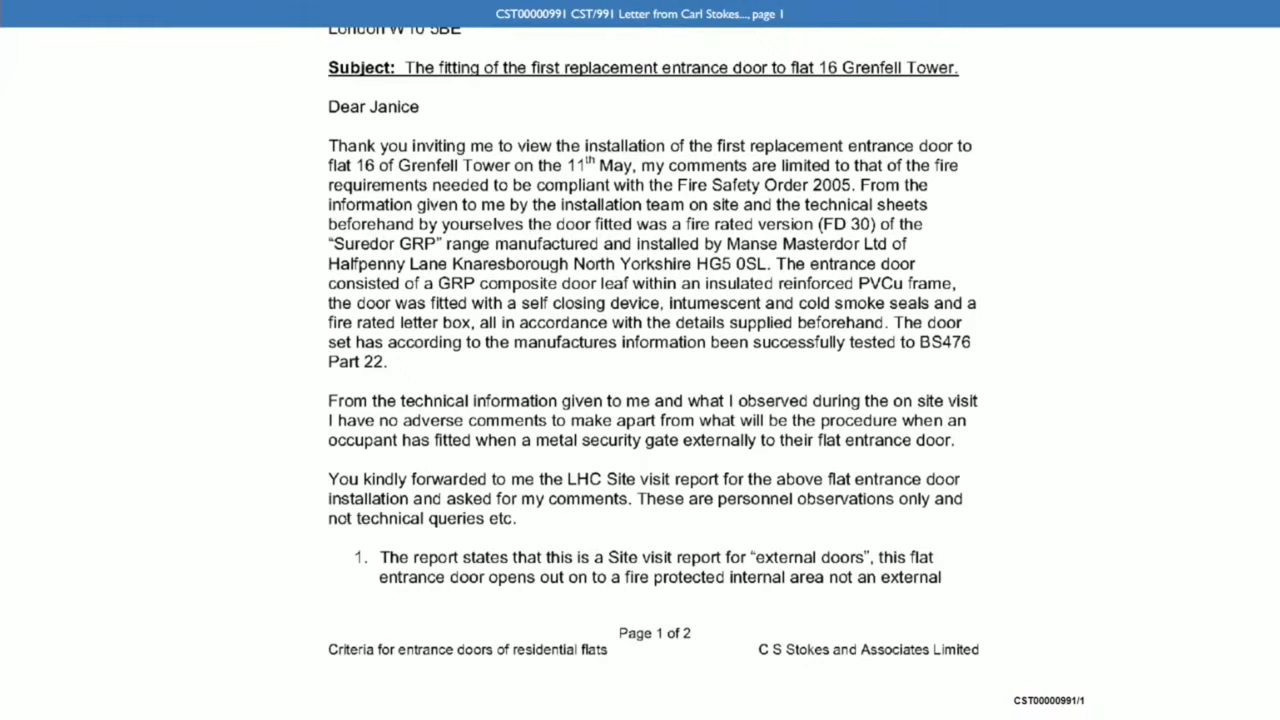 CST00000991 CST/991 Letter from Carl Stokes..., page 1
London W10 5BE
Subject: The fitting of the first replacement entrance door to flat 16 Grenfell Tower.
Dear Janice
Thank you inviting me to view the installation of the first replacement entrance door to
flat 16 of Grenfell Tower on the 11th May, my comments are limited to that of the fire
requirements needed to be compliant with the Fire Safety Order 2005. From the
information given to me by the installation team on site and the technical sheets
beforehand by yourselves the door fitted was a fire rated version (FD 30) of the
“Suredor GRP” range manufactured and installed by Manse Masterdor Ltd of
Halfpenny Lane Knaresborough North Yorkshire HG5 0SL. The entrance door
consisted of a GRP composite door leaf within an insulated reinforced PVCu frame,
the door was fitted with a self closing device, intumescent and cold smoke seals and a
fire rated letter box, all in accordance with the details supplied beforehand. The door
set has according to the manufactures information been successfully tested to BS476
Part 22.
From the technical information given to me and what I observed during the on site visit
I have no adverse comments to make apart from what will be the procedure when an
occupant has fitted when a metal security gate externally to their flat entrance door.
You kindly forwarded to me the LHC Site visit report for the above flat entrance door
installation and asked for my comments. These are personnel observations only and
not technical queries etc.
1. The report states that this is a Site visit report for “external doors”, this flat
entrance door opens out on to a fire protected internal area not an external
Page 1 of 2
Criteria for entrance doors of residential flats C S Stokes and Associates Limited
CST00000991/1